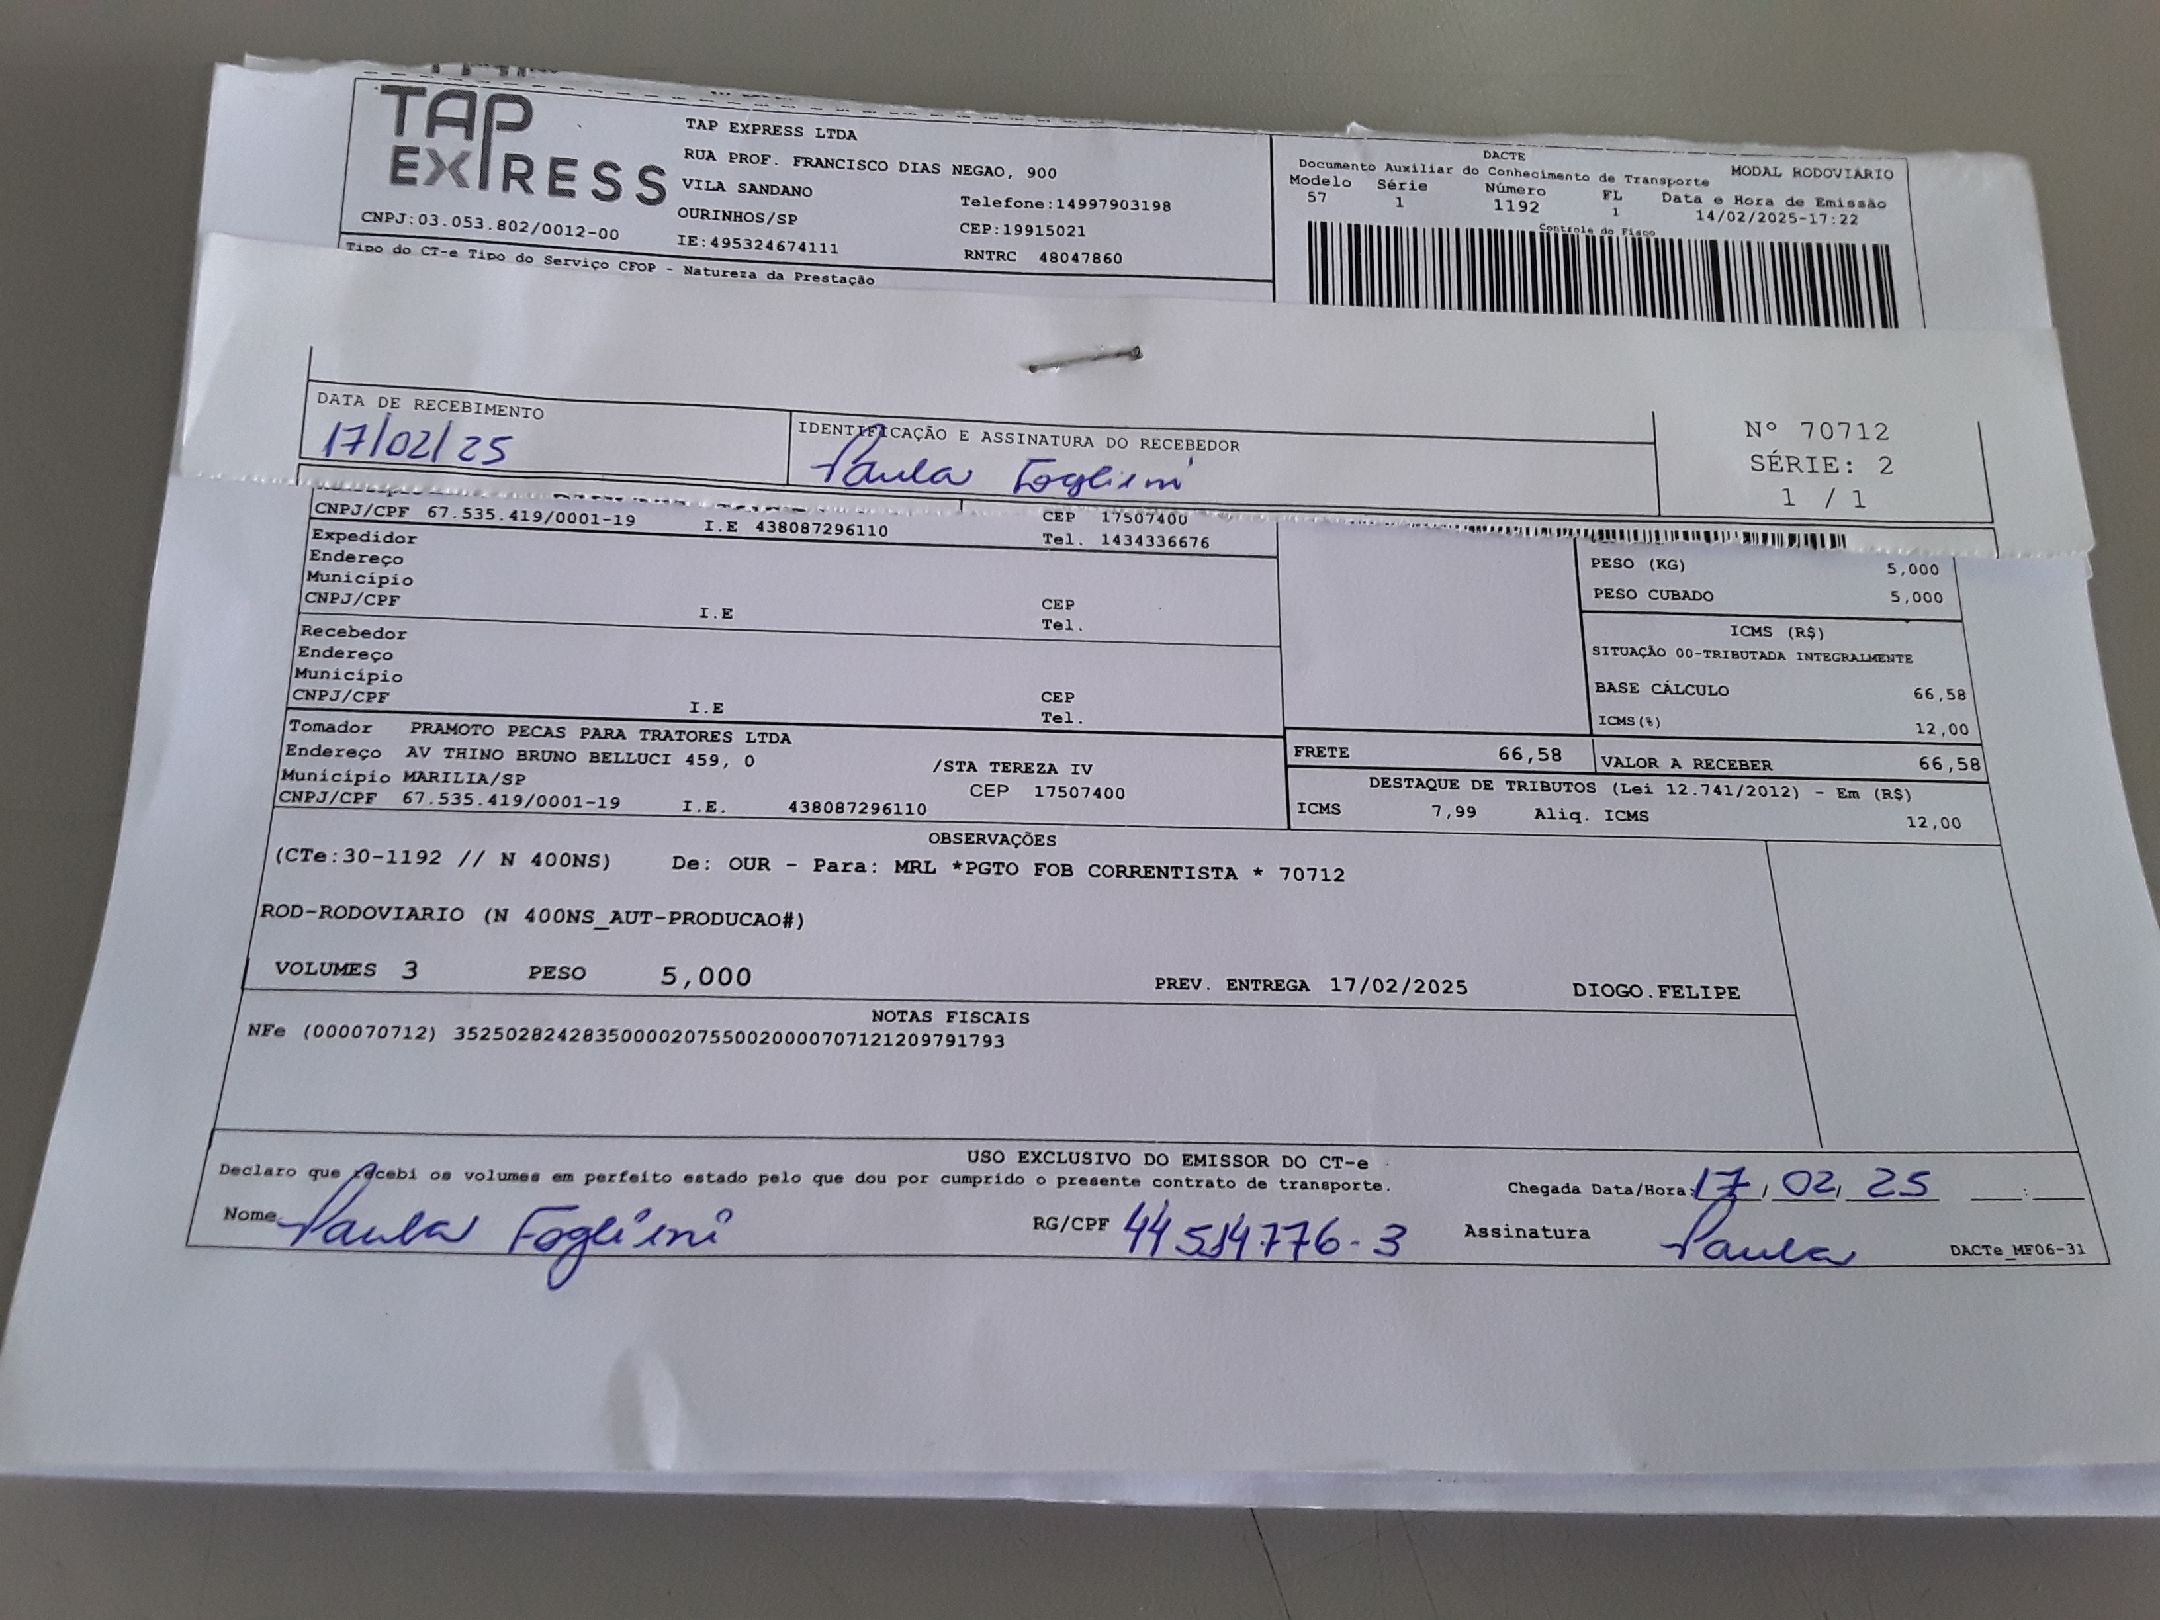 TAP
EXPRESS
CNPJ:03.053.802/0012-00
TAP EXPRESS LTDA
RUA PROF. FRANCISCO DIAS NEGAO, 900
VILA SANDANO
Telefone:14997903198
OURINHOS/SP
CEP:19915021
IE:495324674111
RNTRC 48047860
DACTE
Documento Auxiliar do Conhecimento de Transporte
MODAL RODOVIARIO
Modelo Série Número FL Data e Hora de Emissão
57 1 1192 1 14/02/2025-17:22
Controle do Fisco
Tipo do CT-e Tipo do Serviço CFOP - Natureza da Prestação
DATA DE RECEBIMENTO
17/02/25
IDENTIFICAÇÃO E ASSINATURA DO RECEBEDOR
Paula Foglieni
Nº 70712
SÉRIE: 2
1 / 1
CNPJ/CPF 67.535.419/0001-19 I.E 438087296110
CEP 17507400
Tel. 1434336676
Expedidor
Endereço
Município
CNPJ/CPF I.E CEP
Tel.
Recebedor
Endereço
Município
CNPJ/CPF I.E CEP
Tel.
PESO (KG) 5,000
PESO CUBADO 5,000
ICMS (R$)
SITUAÇÃO 00-TRIBUTADA INTEGRALMENTE
BASE CÁLCULO 66,58
ICMS(%) 12,00
Tomador PRAMOTO PECAS PARA TRATORES LTDA
Endereço AV THINO BRUNO BELLUCI 459, 0 /STA TEREZA IV
Município MARILIA/SP CEP 17507400
CNPJ/CPF 67.535.419/0001-19 I.E. 438087296110
FRETE 66,58 VALOR A RECEBER 66,58
DESTAQUE DE TRIBUTOS (Lei 12.741/2012) - Em (R$)
ICMS 7,99 Aliq. ICMS 12,00
OBSERVAÇÕES
(CTe:30-1192 // N 400NS) De: OUR - Para: MRL *PGTO FOB CORRENTISTA * 70712
ROD-RODOVIARIO (N 400NS_AUT-PRODUCAO#)
VOLUMES 3 PESO 5,000 PREV. ENTREGA 17/02/2025 DIOGO.FELIPE
NOTAS FISCAIS
NFe (000070712) 35250282428350000207550020000707121209791793
USO EXCLUSIVO DO EMISSOR DO CT-e
Declaro que recebi os volumes em perfeito estado pelo que dou por cumprido o presente contrato de transporte.
Chegada Data/Hora: 17/02/25 __:__
Nome Paula Foglieni RG/CPF 44514776-3 Assinatura Paula
DACTe_MF06-31